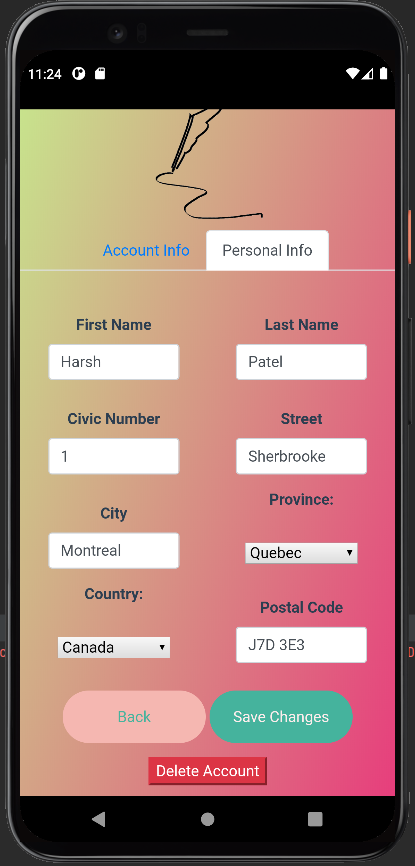 11:24
Account Info Personal Info
First Name Last Name
Harsh Patel
Civic Number Street
1 Sherbrooke
Province:
City
Quebec
Montreal
Country:
Postal Code
Canada J7D 3E3
Back Save Changes
Delete Account